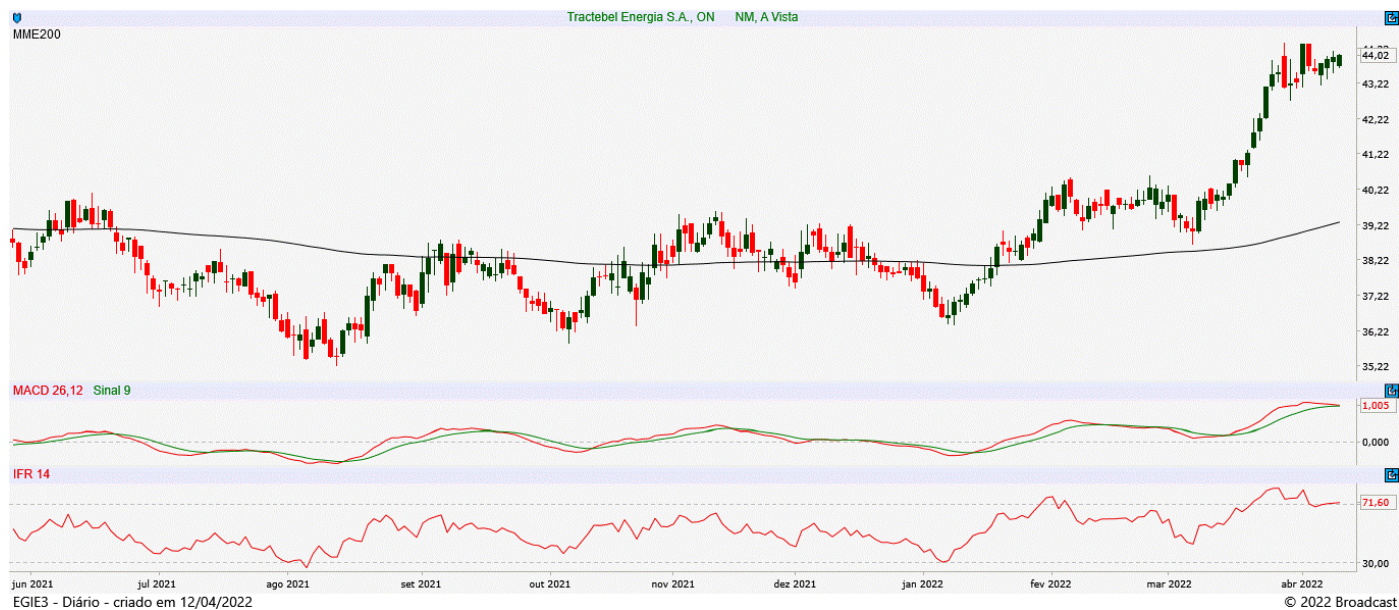 Tractebel Energia S.A., ON NM, A Vista
MME200
44,02
43,22
42,22
41,22
40,22
39,22
38,22
37,22
36,22
35,22
MACD 26,12 Sinal 9
1,005
0,000
IFR 14
71,60
30,00
jun 2021 jul 2021 ago 2021 set 2021 out 2021 nov 2021 dez 2021 jan 2022 fev 2022 mar 2022 abr 2022
EGIE3 - Diário - criado em 12/04/2022 © 2022 Broadcast